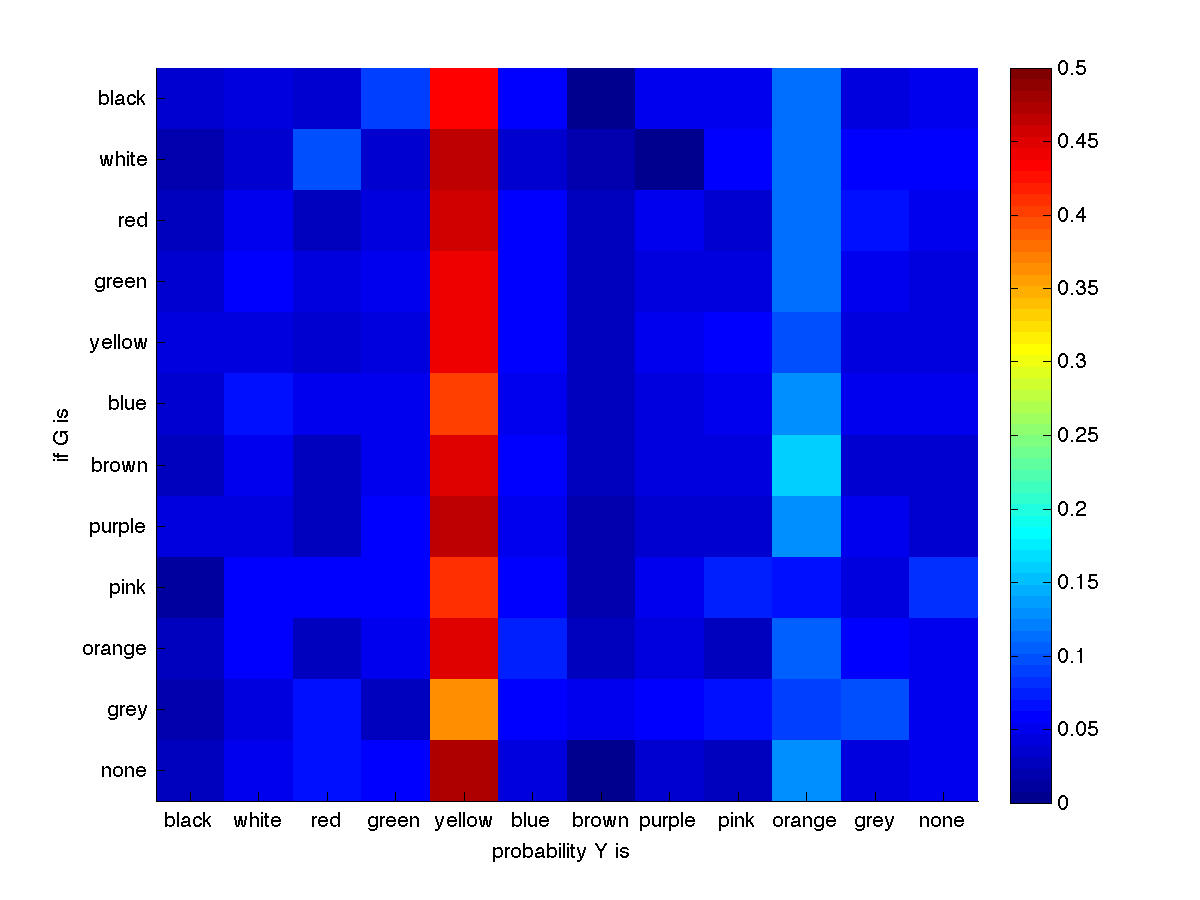 if G is
black
white
red
green
yellow
blue
brown
purple
pink
orange
grey
none
black white red green yellow blue brown purple pink orange grey none
probability Y is
0.5
0.45
0.4
0.35
0.3
0.25
0.2
0.15
0.1
0.05
0